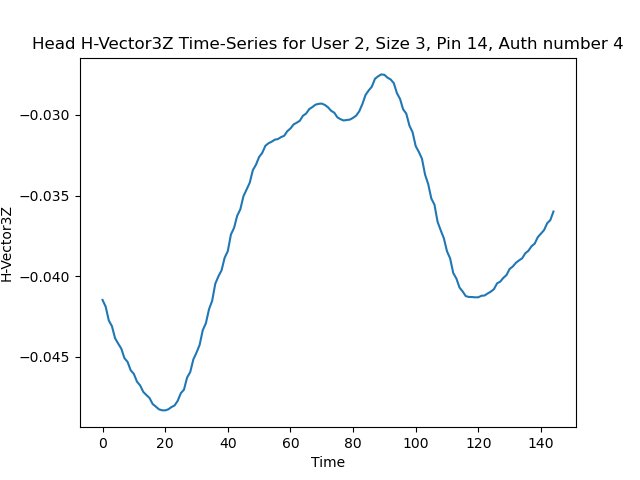 Head H-Vector3Z Time-Series for User 2, Size 3, Pin 14, Auth number 4
−0.030
−0.035
−0.040
−0.045
H-Vector3Z
0 20 40 60 80 100 120 140
Time